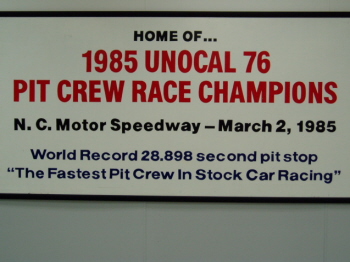 HOME OF...
1985 UNOCAL 76
PIT CREW RACE CHAMPIONS
N. C. Motor Speedway – March 2, 1985
World Record 28.898 second pit stop
"The Fastest Pit Crew In Stock Car Racing"